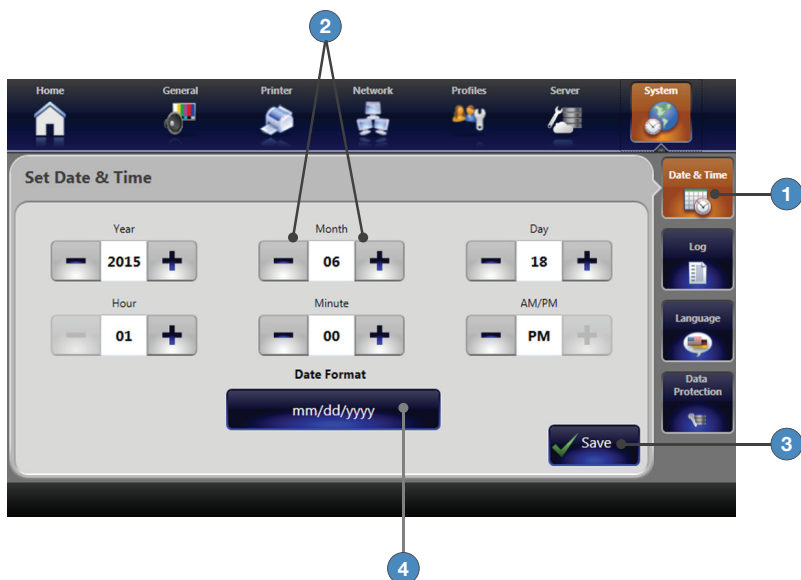 2
Home General Printer Network Profiles Server System
Set Date & Time
Date & Time
1
Year Month Day
2015 06 18
Log
Hour Minute AM/PM
01 00 PM
Language
Date Format
mm/dd/yyyy
Data
Protection
Save
3
4